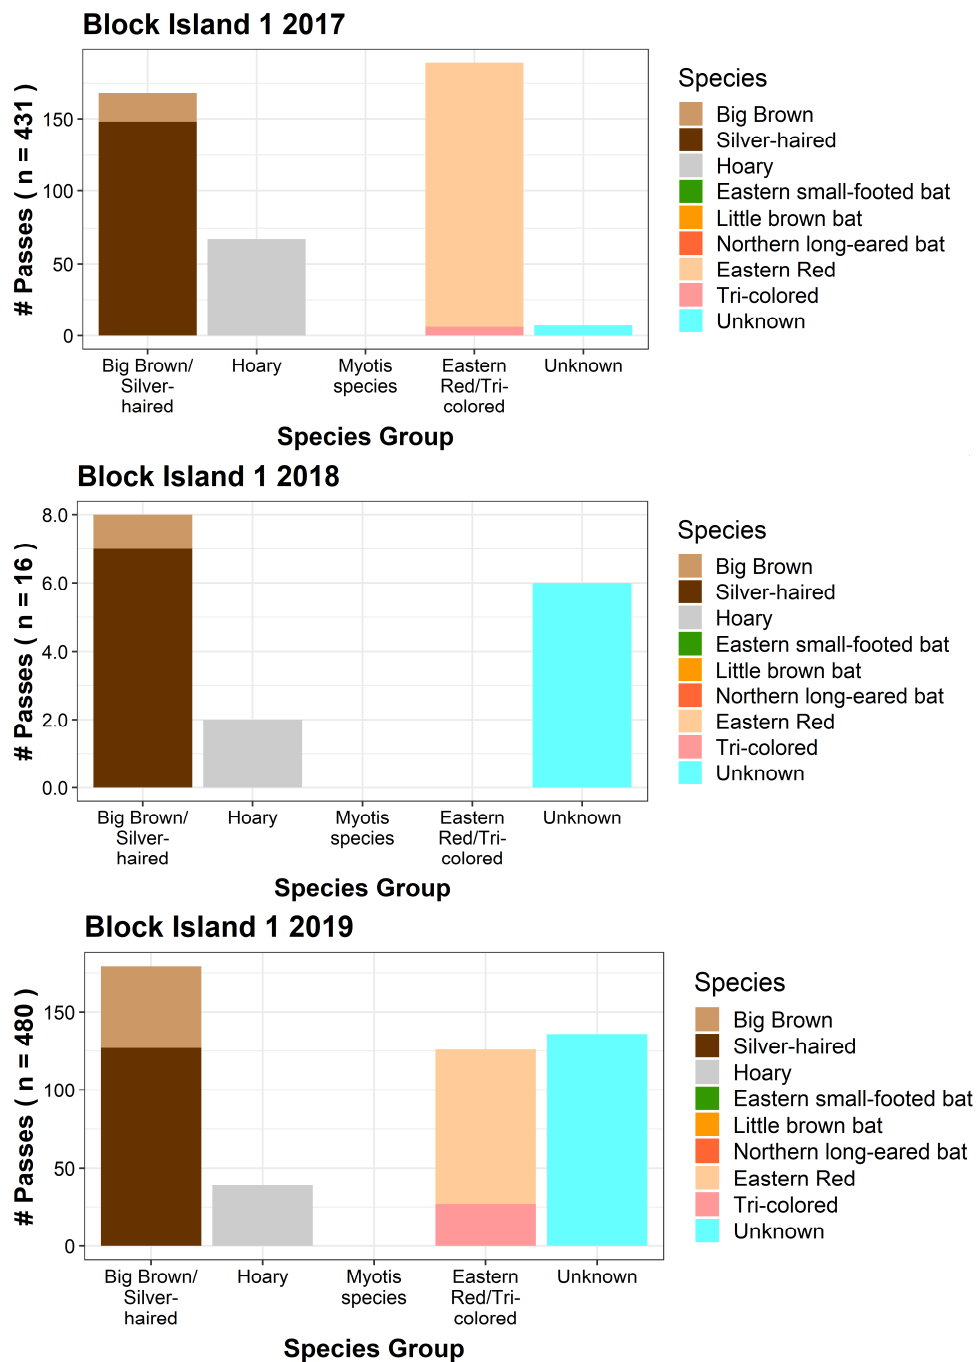 Block Island 1 2017
# Passes ( n = 431 )
150
100
50
0
Big Brown/
Silver-
haired
Hoary
Myotis
species
Eastern
Red/Tri-
colored
Unknown
Species Group
Species
Big Brown
Silver-haired
Hoary
Eastern small-footed bat
Little brown bat
Northern long-eared bat
Eastern Red
Tri-colored
Unknown
Block Island 1 2018
# Passes ( n = 16 )
8.0
6.0
4.0
2.0
0.0
Big Brown/
Silver-
haired
Hoary
Myotis
species
Eastern
Red/Tri-
colored
Unknown
Species Group
Species
Big Brown
Silver-haired
Hoary
Eastern small-footed bat
Little brown bat
Northern long-eared bat
Eastern Red
Tri-colored
Unknown
Block Island 1 2019
# Passes ( n = 480 )
150
100
50
0
Big Brown/
Silver-
haired
Hoary
Myotis
species
Eastern
Red/Tri-
colored
Unknown
Species Group
Species
Big Brown
Silver-haired
Hoary
Eastern small-footed bat
Little brown bat
Northern long-eared bat
Eastern Red
Tri-colored
Unknown